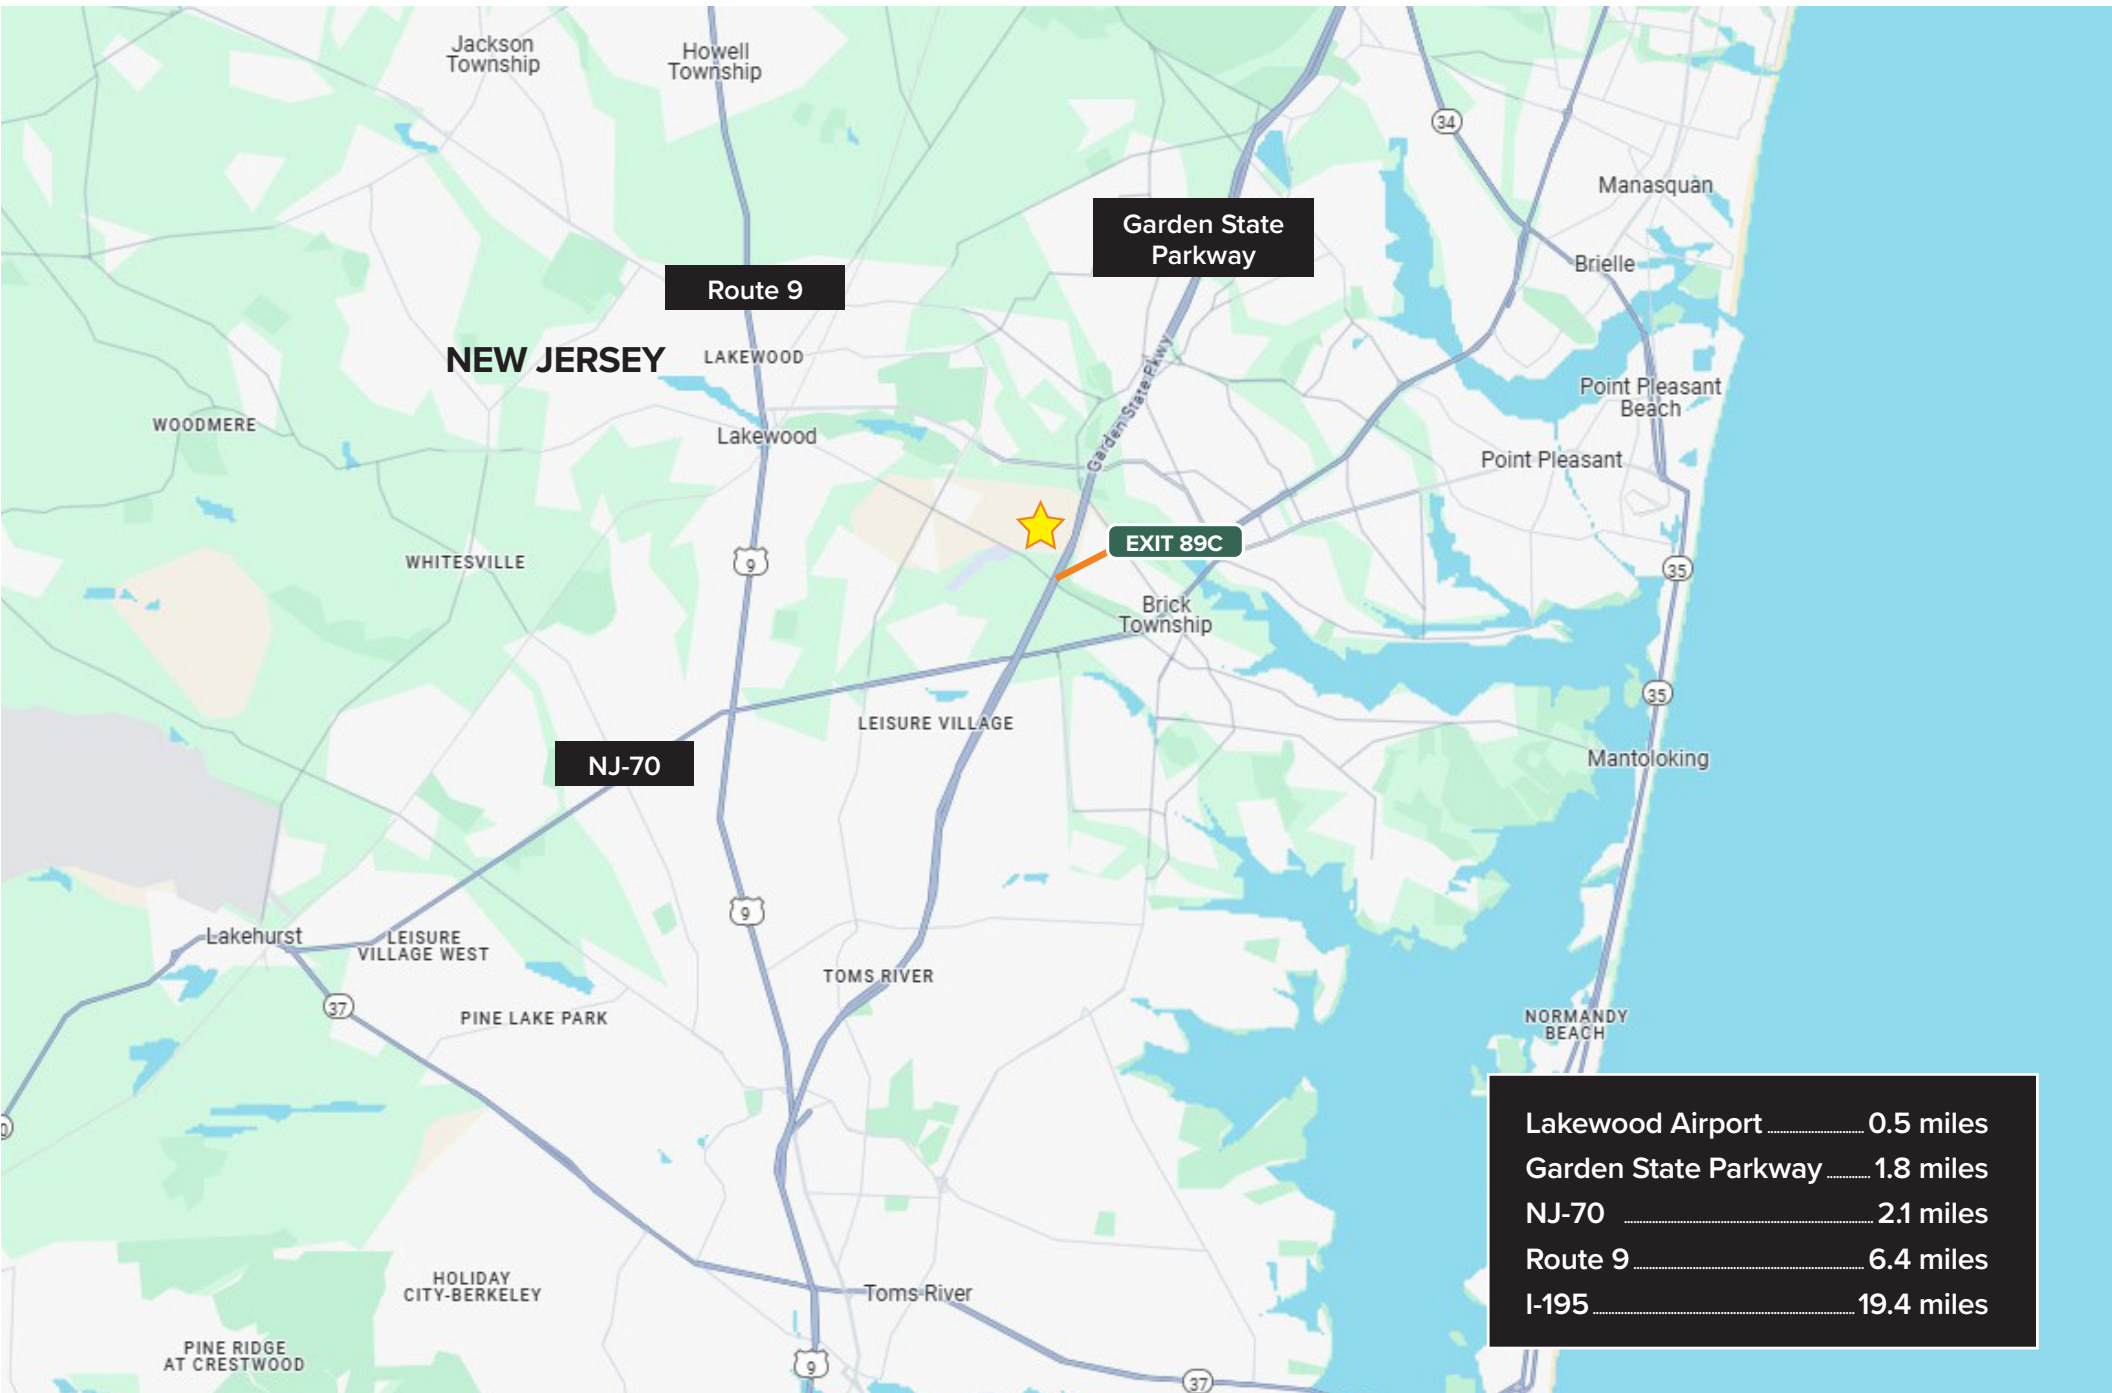 Jackson
Township
Howell
Township
34
Manasquan
Garden State
Parkway
Brielle
Route 9
NEW JERSEY
LAKEWOOD
Garden State Pkwy
Point Pleasant
Beach
WOODMERE
Lakewood
Point Pleasant
EXIT 89C
WHITESVILLE
9
35
Brick
Township
35
LEISURE VILLAGE
Mantoloking
NJ-70
9
Lakehurst
LEISURE
VILLAGE WEST
TOMS RIVER
37
PINE LAKE PARK
NORMANDY
BEACH
Lakewood Airport 0.5 miles
Garden State Parkway 1.8 miles
NJ-70 2.1 miles
Route 9 6.4 miles
I-195 19.4 miles
HOLIDAY
CITY-BERKELEY
Toms River
PINE RIDGE
AT CRESTWOOD
9
37